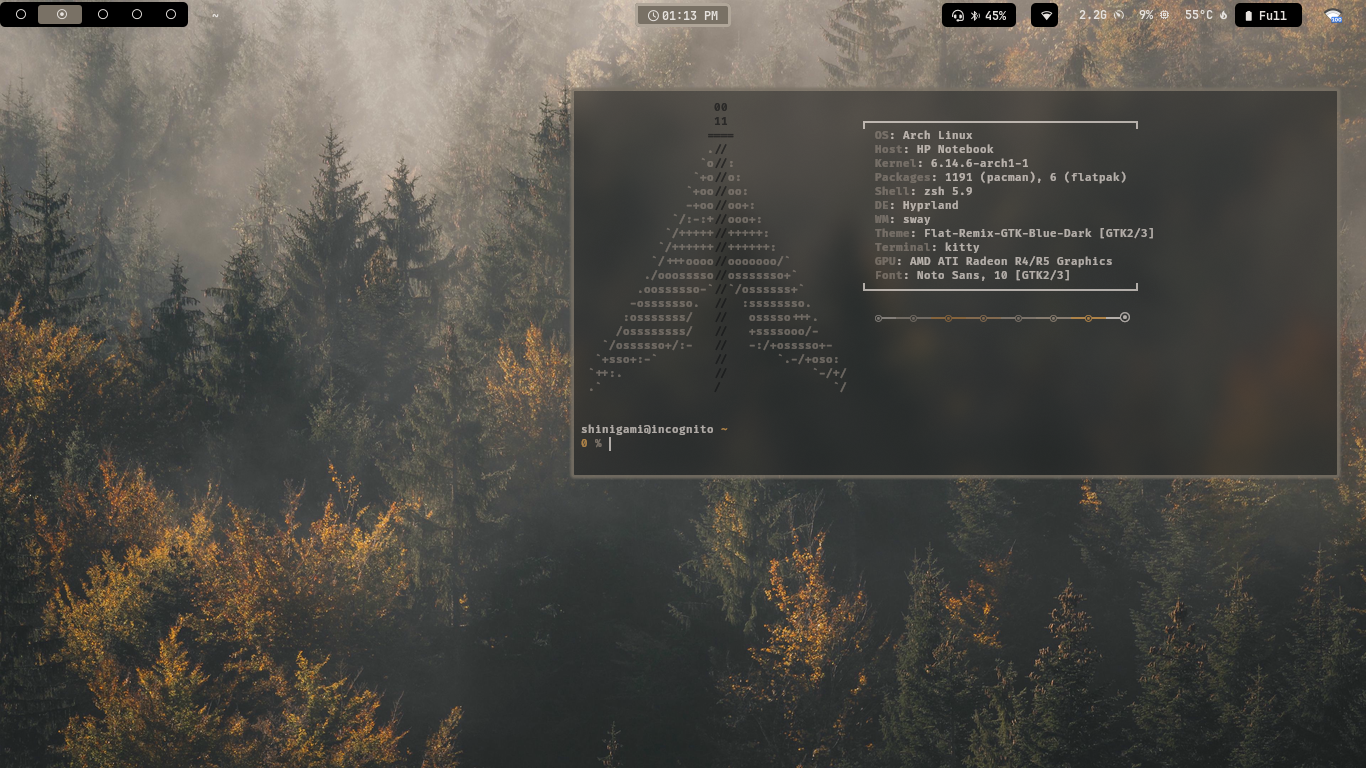 ~
01:13 PM
45%
2.2G
9%
55°C
Full
100
00
11
════
.//
`o//:
`+o//o:
`+oo//oo:
-+oo//oo+:
`/:-:+//ooo+:
`/+++++//+++++:
`/++++++//++++++:
`/+++oooo//ooooooo/`
./ooosssso//osssssso+`
.oossssso-`//`/ossssss+`
-osssssso. // :ssssssso.
:osssssss/ // osssso+++.
/ossssssss/ // +ssssooo/-
`/ossssso+/:- // -:/+osssso+-
`+sso+:-` // `.-/+oso:
`++:. // `-/+/
.` / `/
OS: Arch Linux
Host: HP Notebook
Kernel: 6.14.6-arch1-1
Packages: 1191 (pacman), 6 (flatpak)
Shell: zsh 5.9
DE: Hyprland
WM: sway
Theme: Flat-Remix-GTK-Blue-Dark [GTK2/3]
Terminal: kitty
GPU: AMD ATI Radeon R4/R5 Graphics
Font: Noto Sans, 10 [GTK2/3]
shinigami@incognito ~
0 %